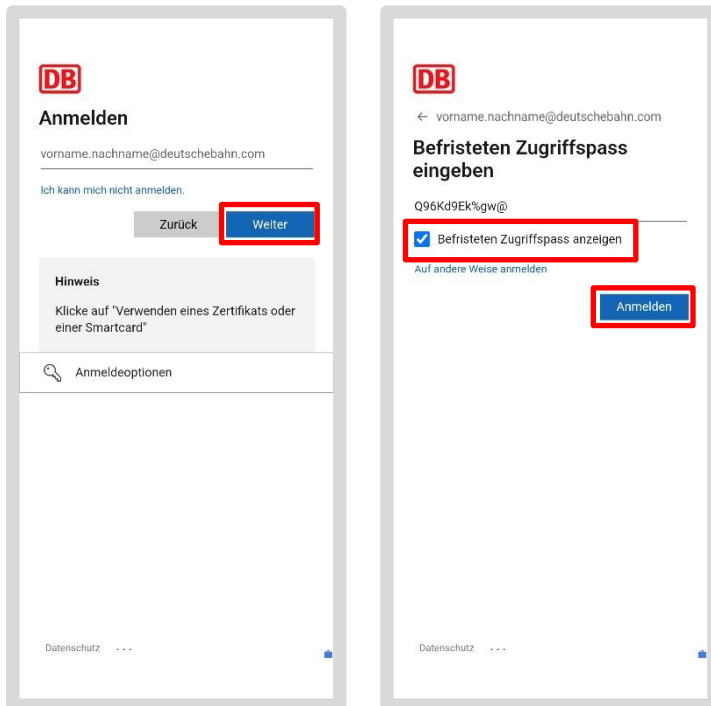 DB
Anmelden
vorname.nachname@deutschebahn.com
Ich kann mich nicht anmelden.
Zurück
Weiter
Hinweis
Klicke auf "Verwenden eines Zertifikats oder
einer Smartcard"
Anmeldeoptionen
Datenschutz ...
DB
← vorname.nachname@deutschebahn.com
Befristeten Zugriffspass
eingeben
Q96Kd9Ek%gw@
Befristeten Zugriffspass anzeigen
Auf andere Weise anmelden
Anmelden
Datenschutz ...